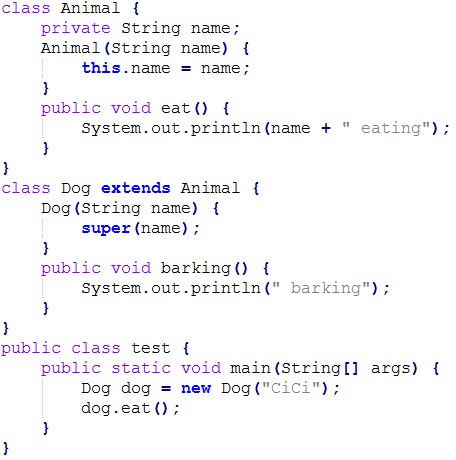 class Animal {
    private String name;
    Animal(String name) {
        this.name = name;
    }
    public void eat() {
        System.out.println(name + " eating");
    }
}
class Dog extends Animal {
    Dog(String name) {
        super(name);
    }
    public void barking() {
        System.out.println(" barking");
    }
}
public class test {
    public static void main(String[] args) {
        Dog dog = new Dog("CiCi");
        dog.eat();
    }
}